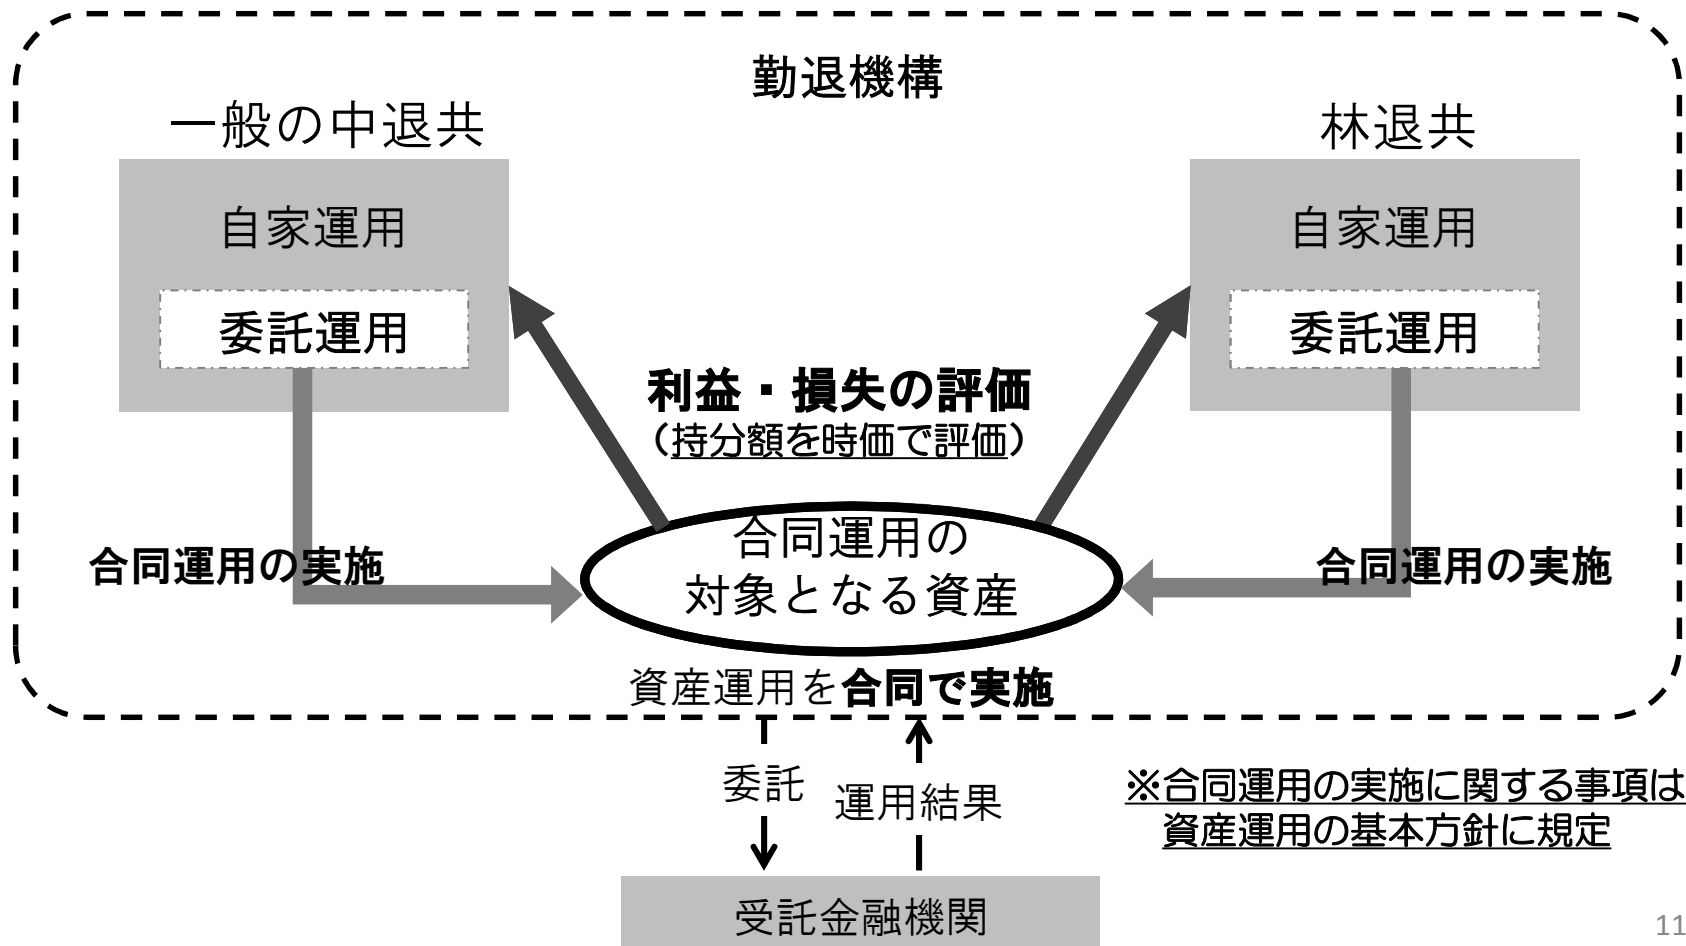 勤退機構
一般の中退共
林退共
自家運用
自家運用
委託運用
委託運用
利益・損失の評価
（持分額を時価で評価）
合同運用の
対象となる資産
合同運用の実施
合同運用の実施
資産運用を合同で実施
委託
運用結果
※合同運用の実施に関する事項は
資産運用の基本方針に規定
受託金融機関
11